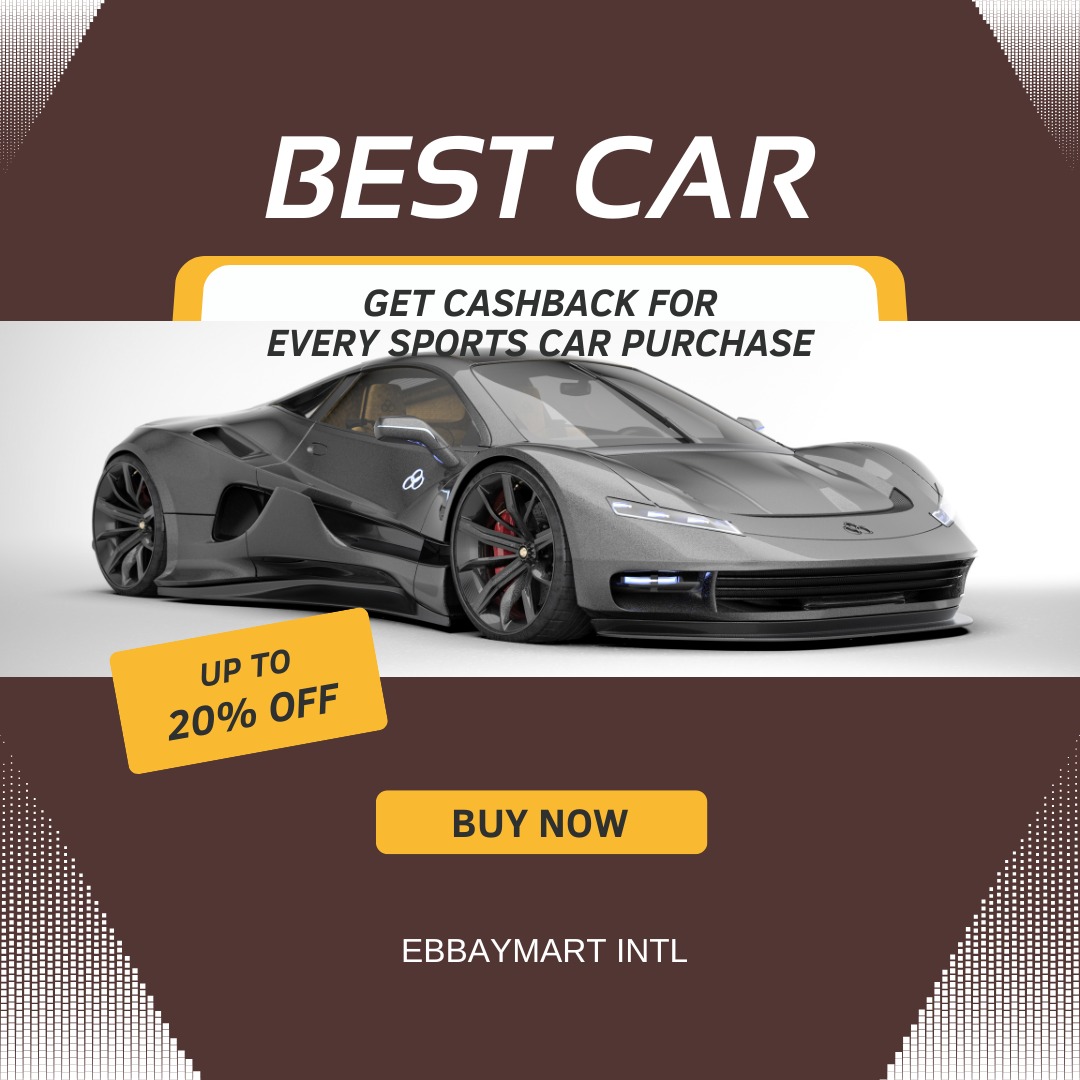 BEST CAR
GET CASHBACK FOR
EVERY SPORTS CAR PURCHASE
UP TO
20% OFF
BUY NOW
EBBAYMART INTL